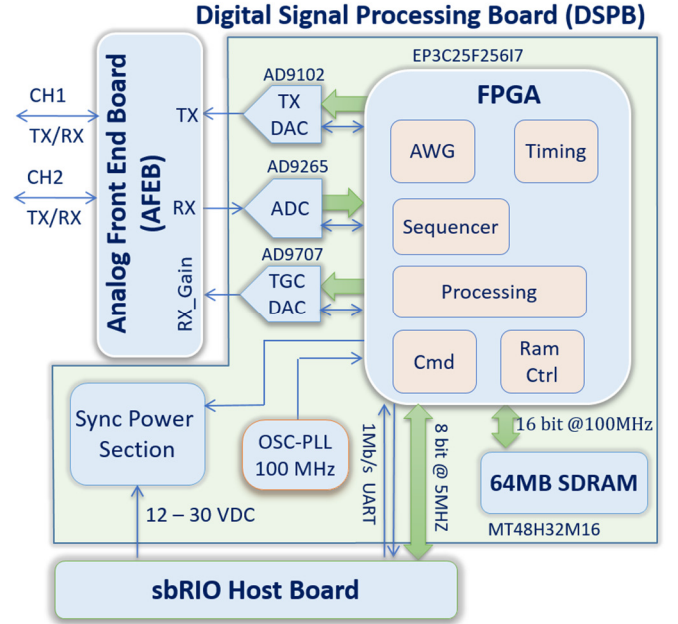 Digital Signal Processing Board (DSPB)
EP3C25F256I7
AD9102
FPGA
CH1
TX/RX
TX
TX
DAC
AWG
Timing
Analog Front End Board
(AFEB)
CH2
TX/RX
AD9265
RX
ADC
Sequencer
AD9707
RX_Gain
TGC
DAC
Processing
Cmd
Ram
Ctrl
Sync Power
Section
OSC-PLL
100 MHz
1Mb/s UART
8 bit @ 5MHZ
16 bit @100MHz
64MB SDRAM
12 – 30 VDC
MT48H32M16
sbRIO Host Board